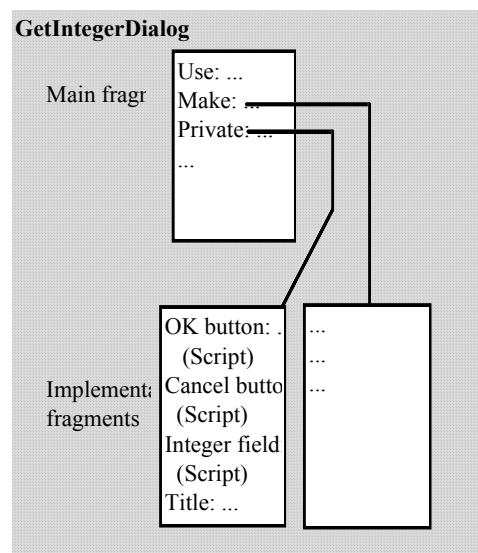 GetIntegerDialog
Main fragr
Use: ...
Make: ...
Private: ...
...
Implementa
fragments
OK button: .
(Script)
Cancel butto
(Script)
Integer field
(Script)
Title: ...
...
...
...